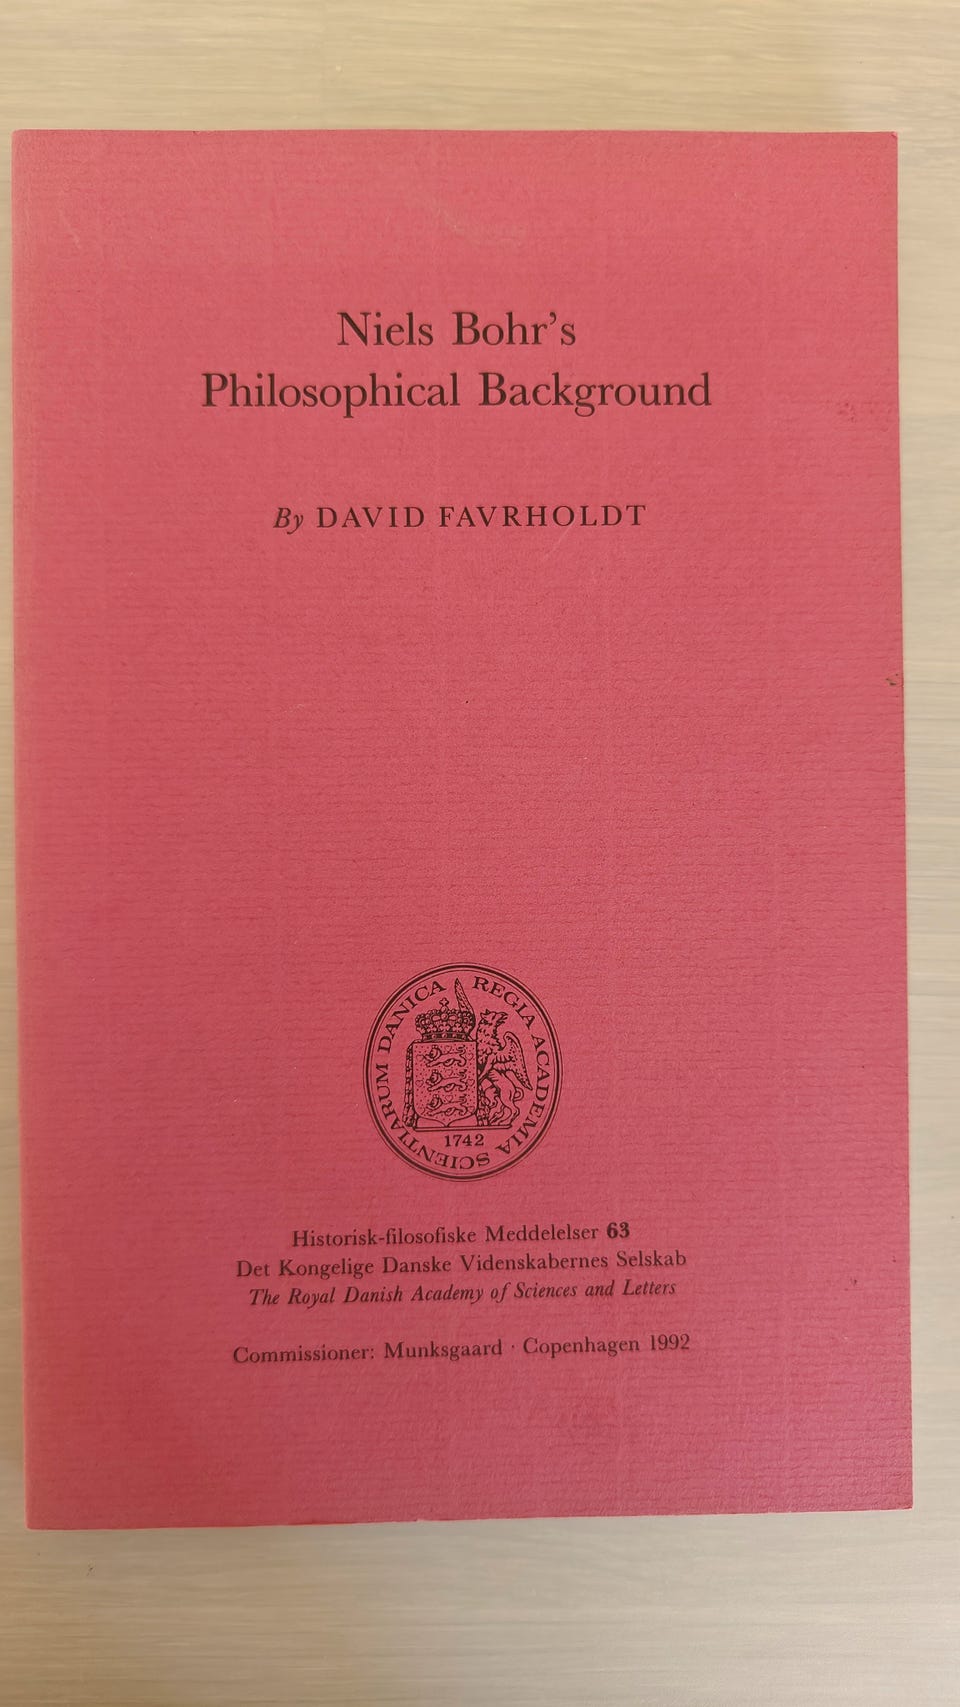 Niels Bohr's
Philosophical Background
By DAVID FAVRHOLDT
REGIA ACADEMIA SCIENTIARUM DANICA
1742
Historisk-filosofiske Meddelelser 63
Det Kongelige Danske Videnskabernes Selskab
The Royal Danish Academy of Sciences and Letters
Commissioner: Munksgaard · Copenhagen 1992